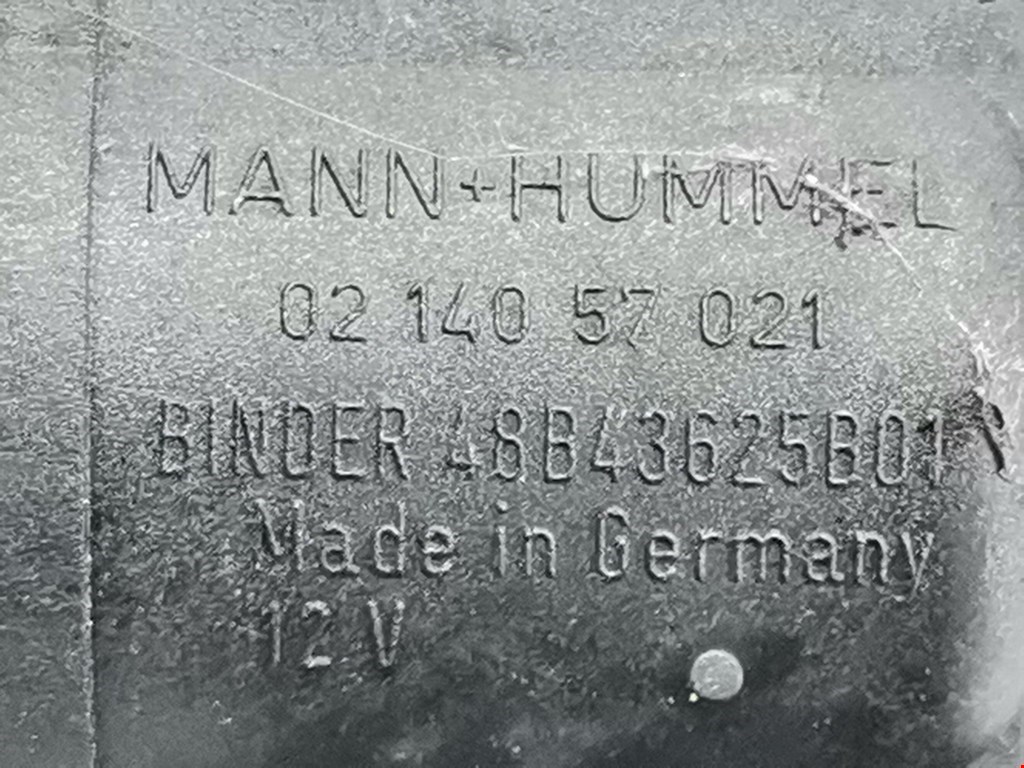 MANN+HUMMEL
02 140 57 021
BINDER 48B43625B01
Made in Germany
12 V